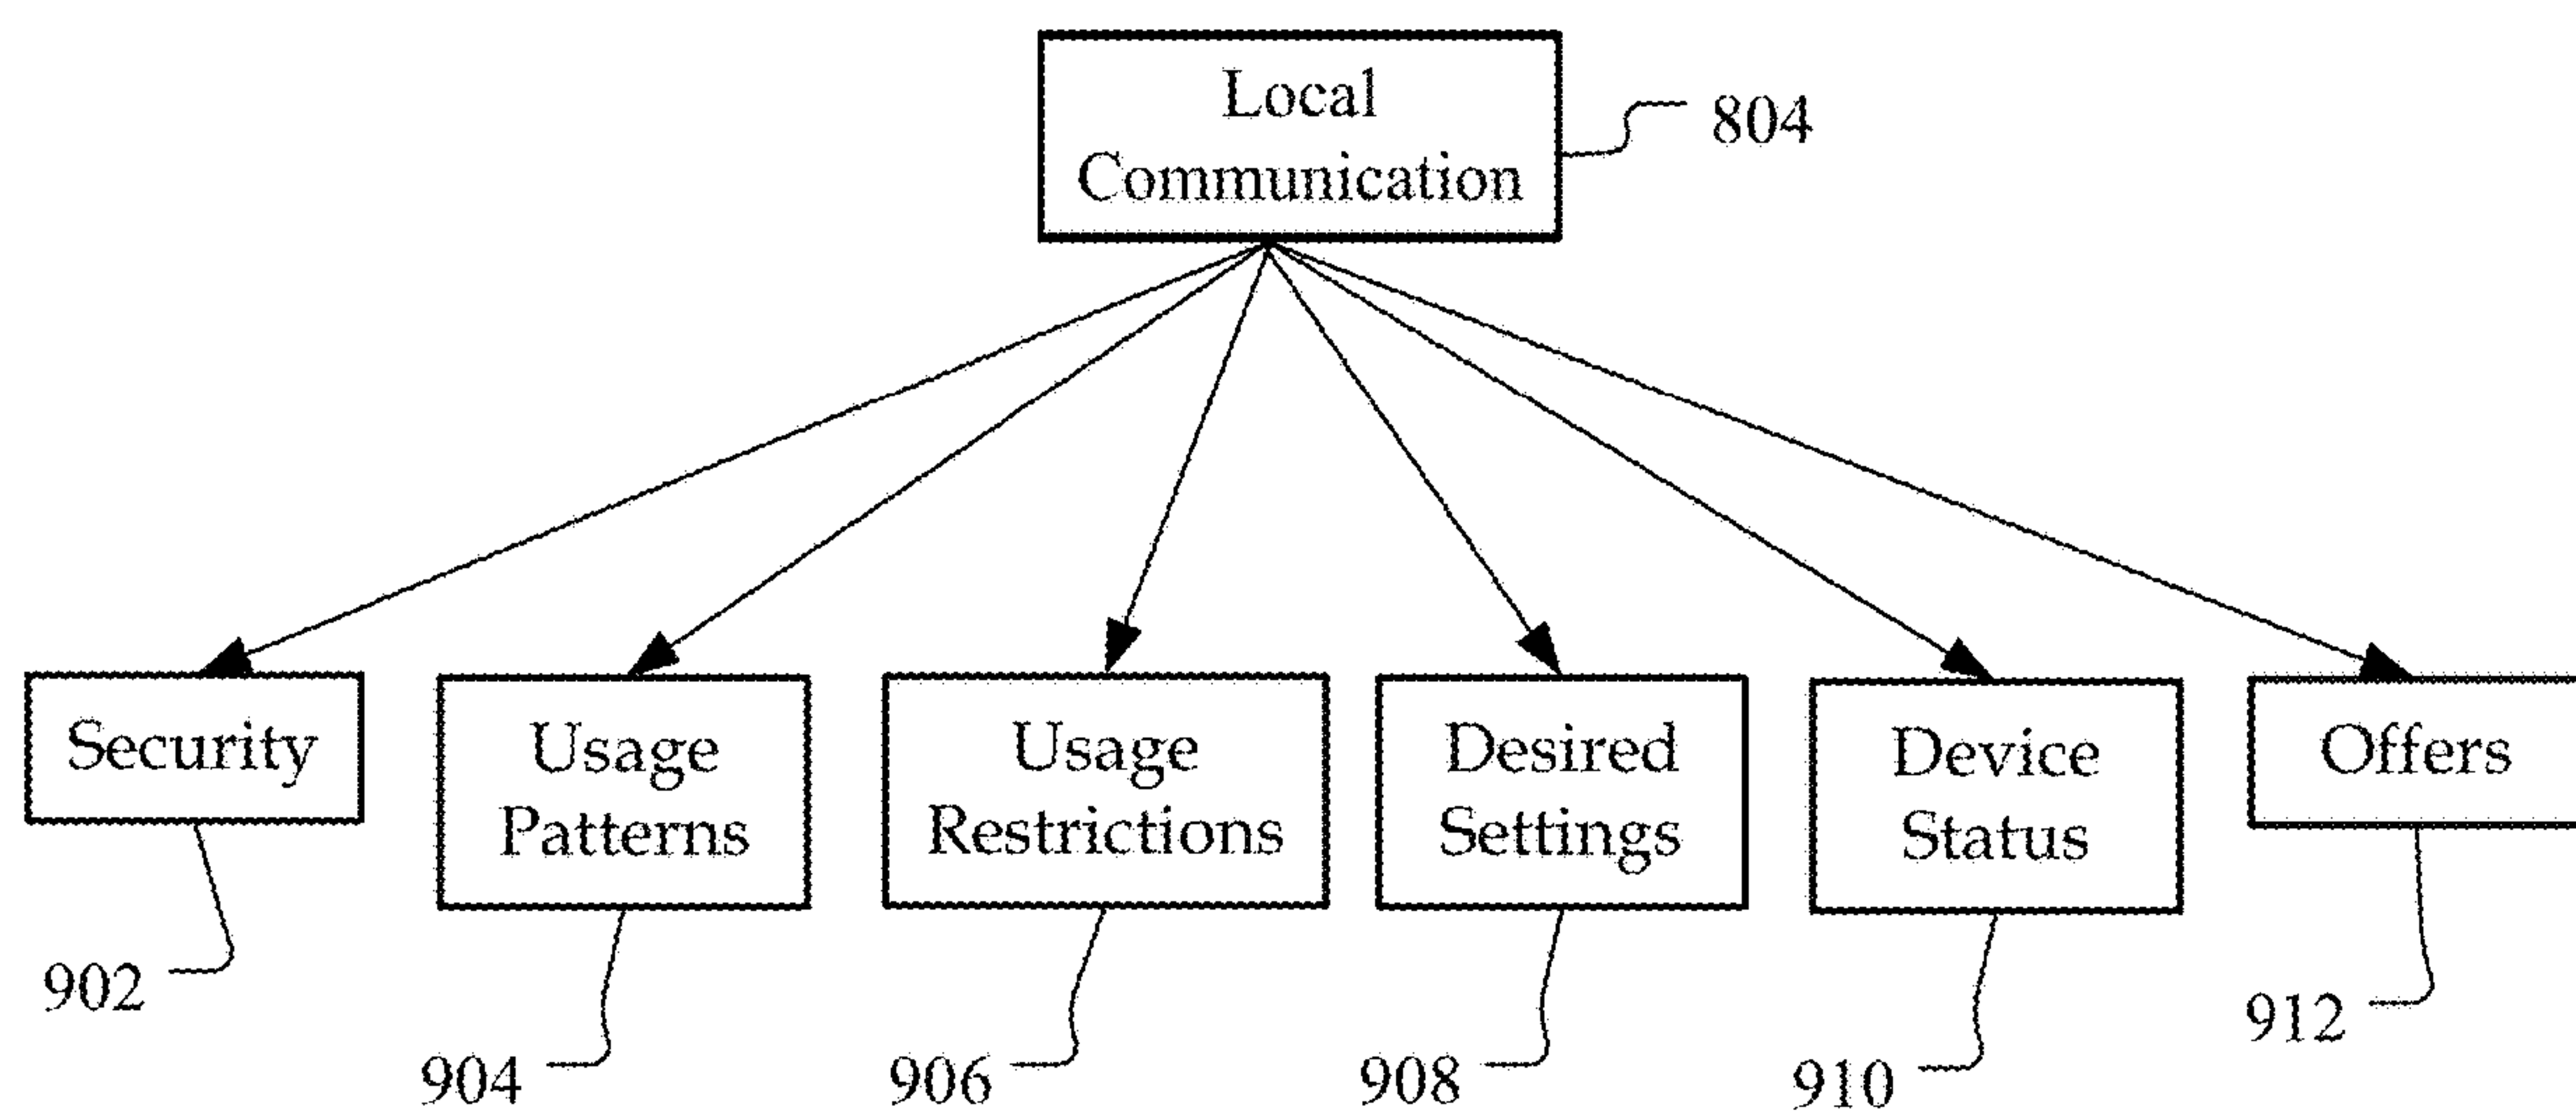 Local
Communication
804
Security
Usage
Patterns
Usage
Restrictions
Desired
Settings
Device
Status
Offers
902
904
906
908
910
912